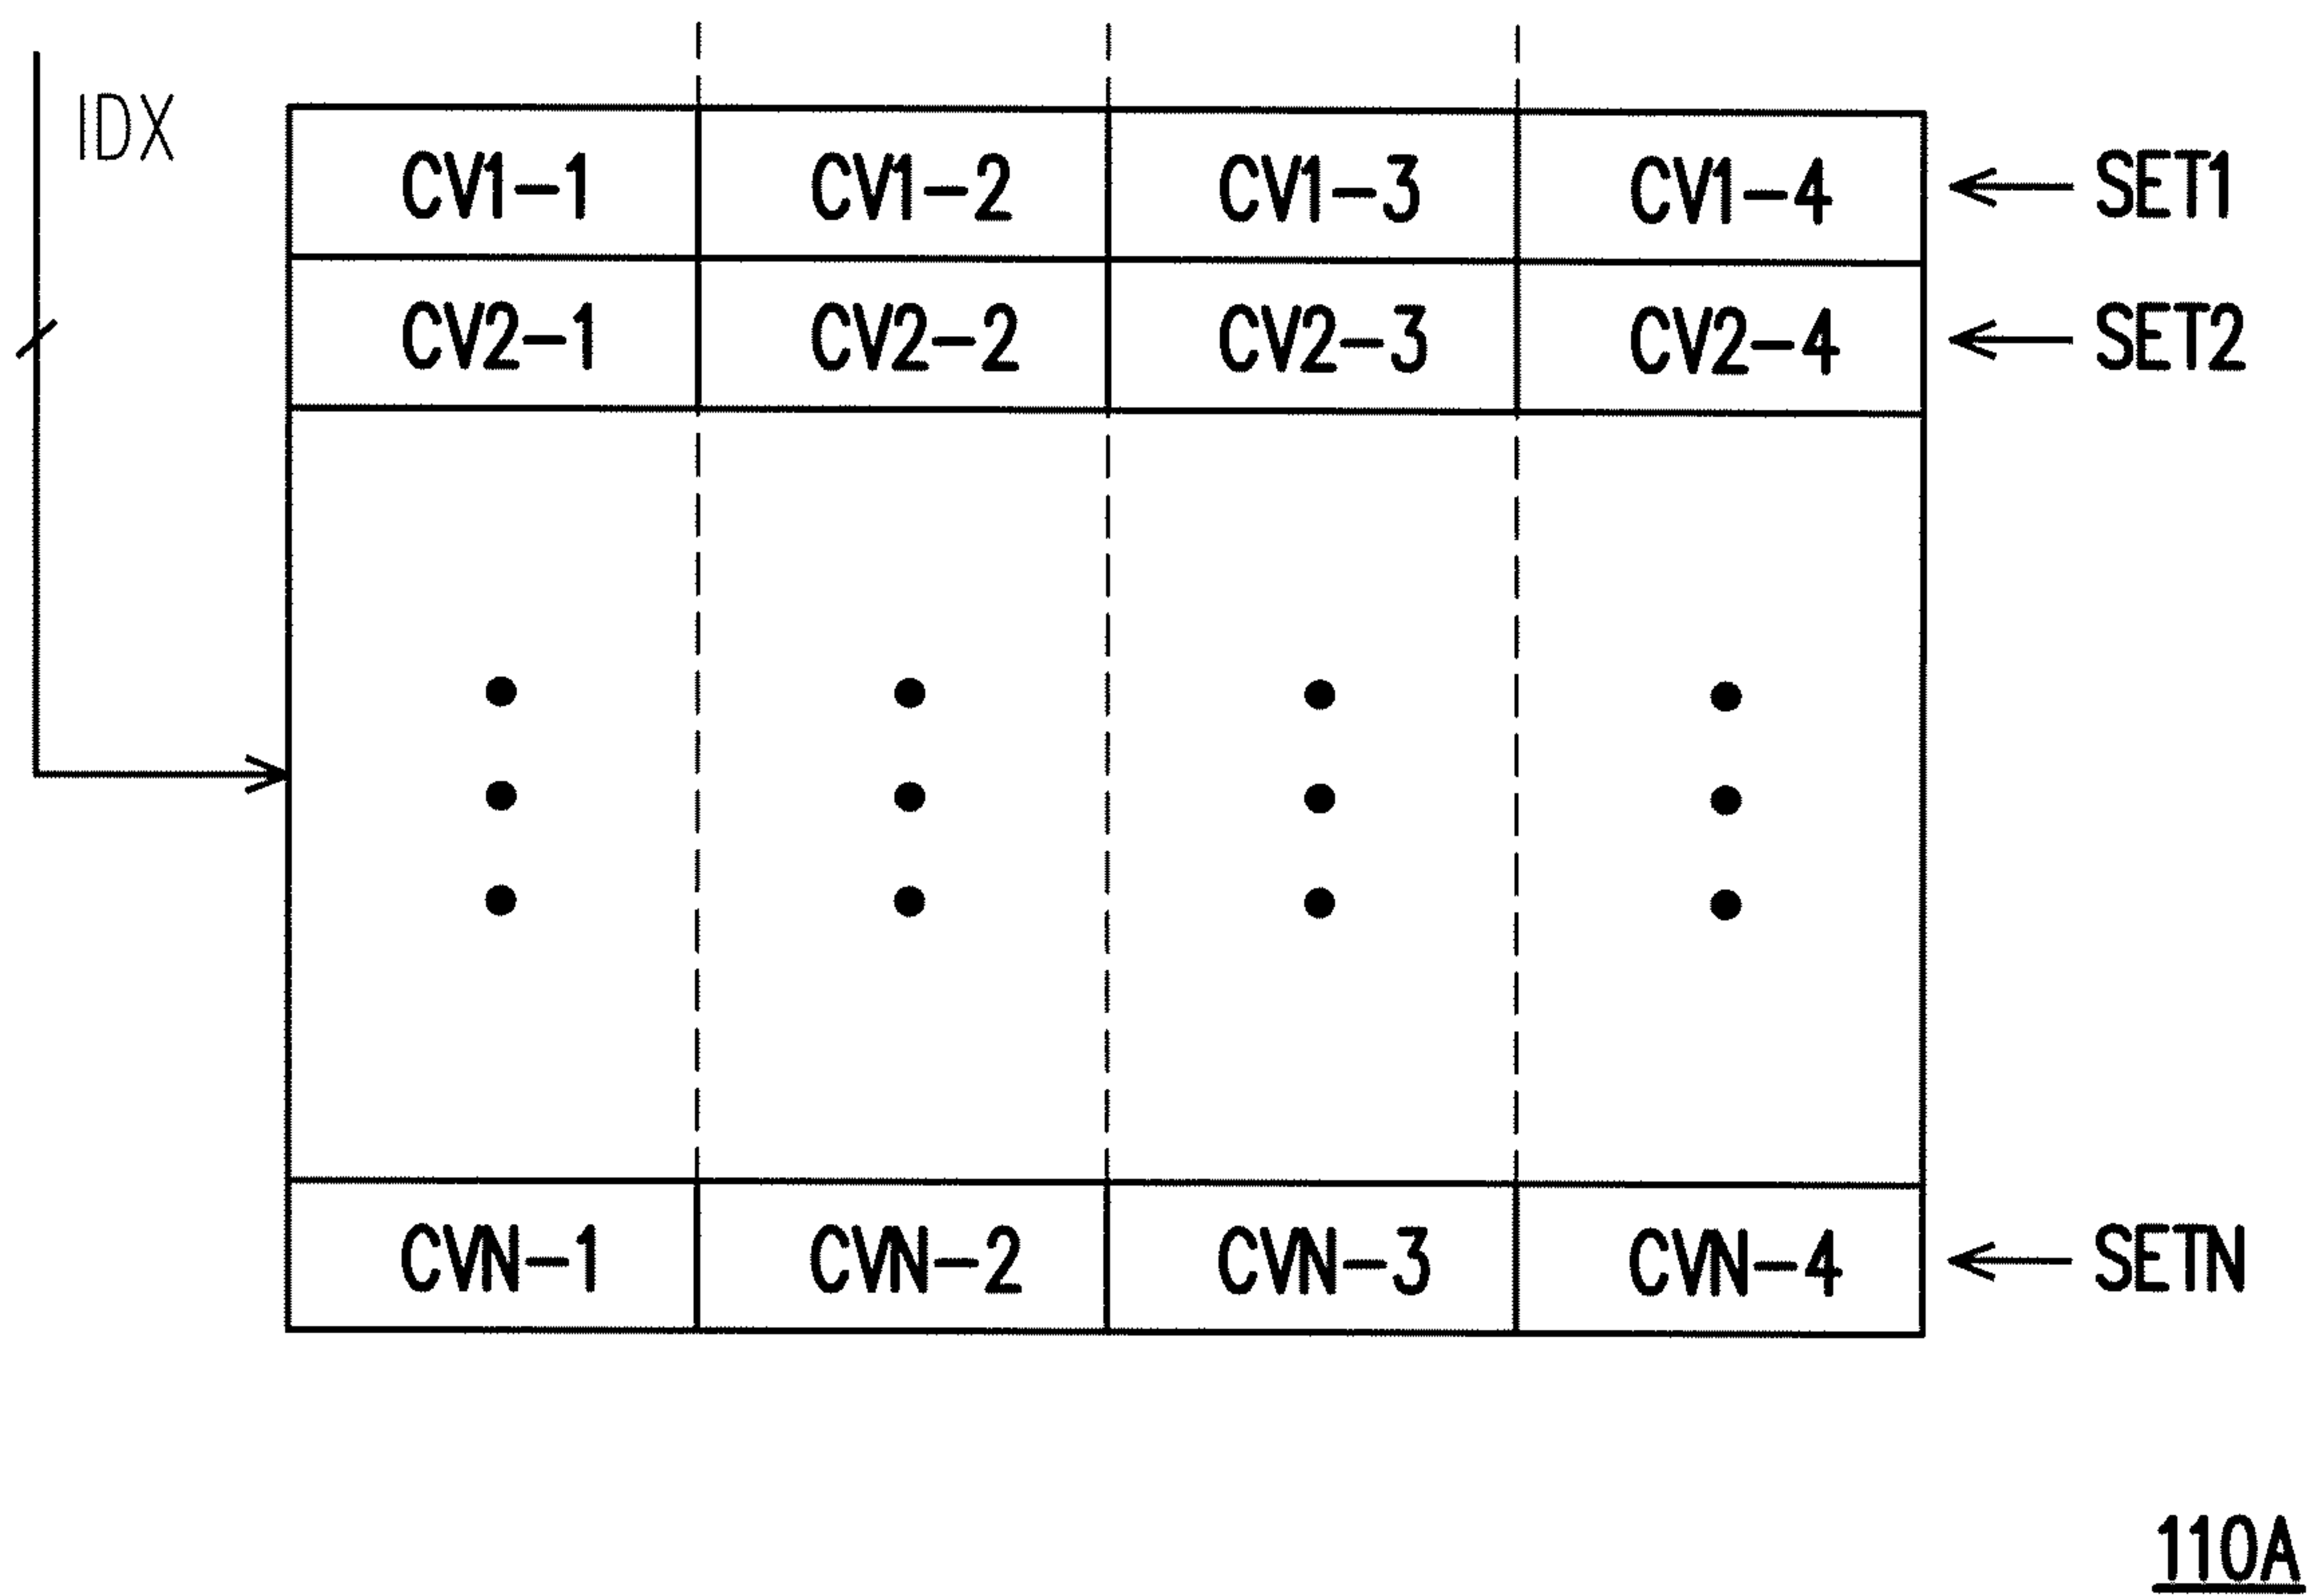 IDX
CV1-1 CV1-2 CV1-3 CV1-4 SET1
CV2-1 CV2-2 CV2-3 CV2-4 SET2
CVN-1 CVN-2 CVN-3 CVN-4 SETN
110A